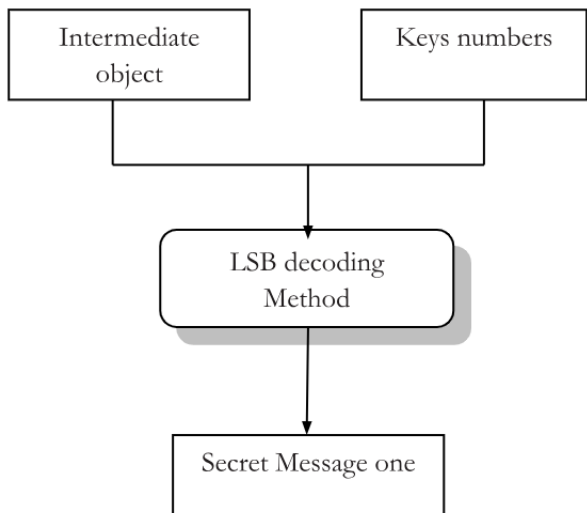 Intermediate
object
Keys numbers
LSB decoding
Method
Secret Message one